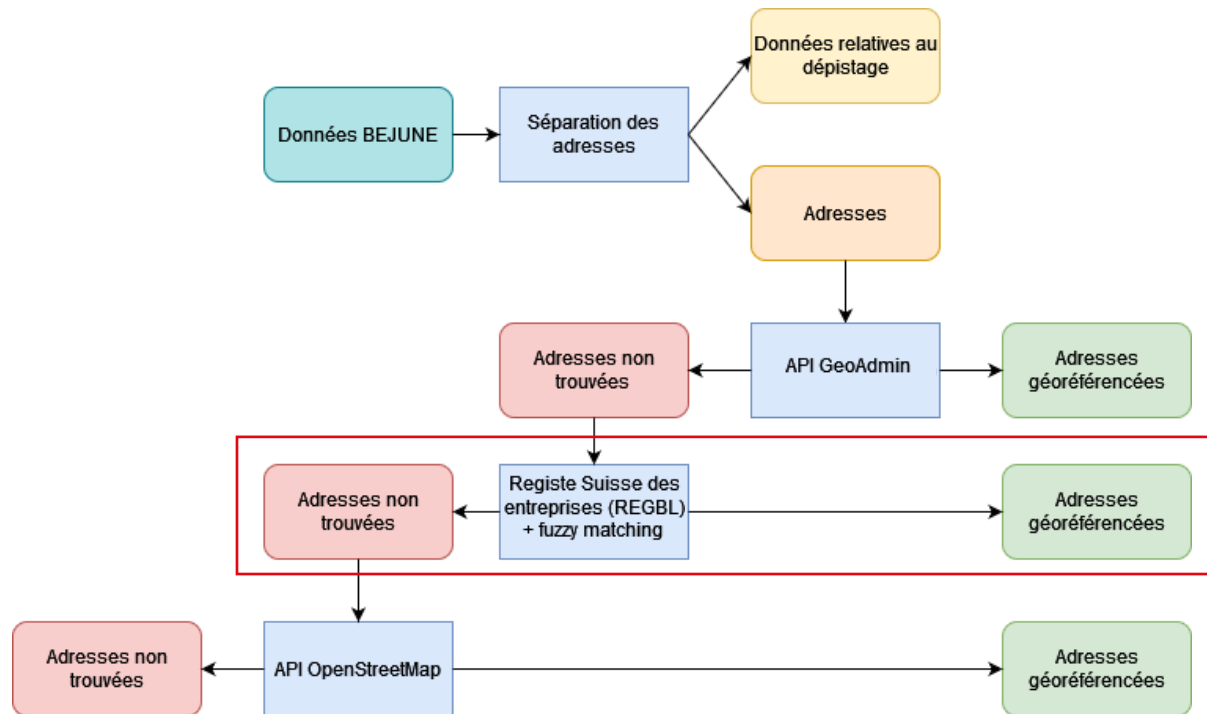 Données relatives au
dépistage
Données BEJUNE
Séparation des
adresses
Adresses
Adresses non
trouvées
API GeoAdmin
Adresses
géoréférencées
Adresses non
trouvées
Registe Suisse des
entreprises (REGBL)
+ fuzzy matching
Adresses
géoréférencées
Adresses non
trouvées
API OpenStreetMap
Adresses
géoréférencées